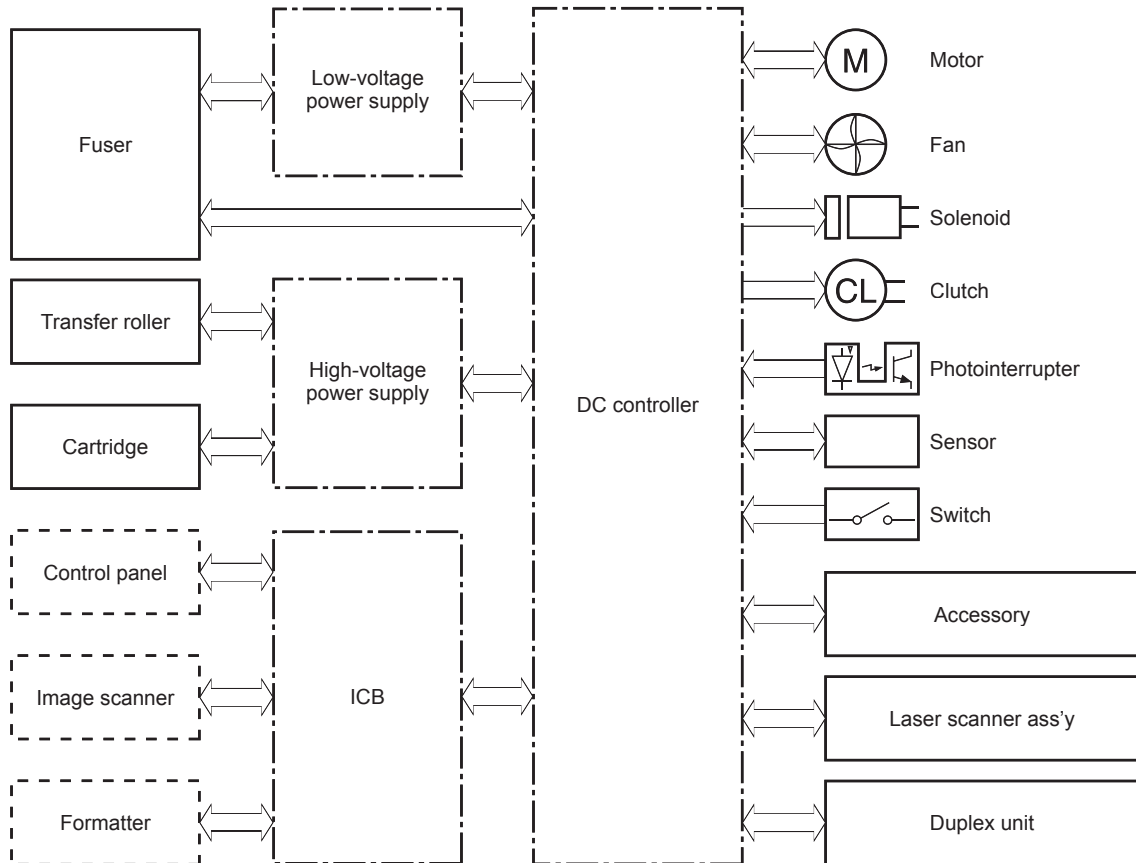 Fuser
Low-voltage
power supply
Transfer roller
Cartridge
High-voltage
power supply
Control panel
Image scanner
Formatter
ICB
DC controller
M
Motor
Fan
Solenoid
CL
Clutch
Photointerrupter
Sensor
Switch
Accessory
Laser scanner ass'y
Duplex unit